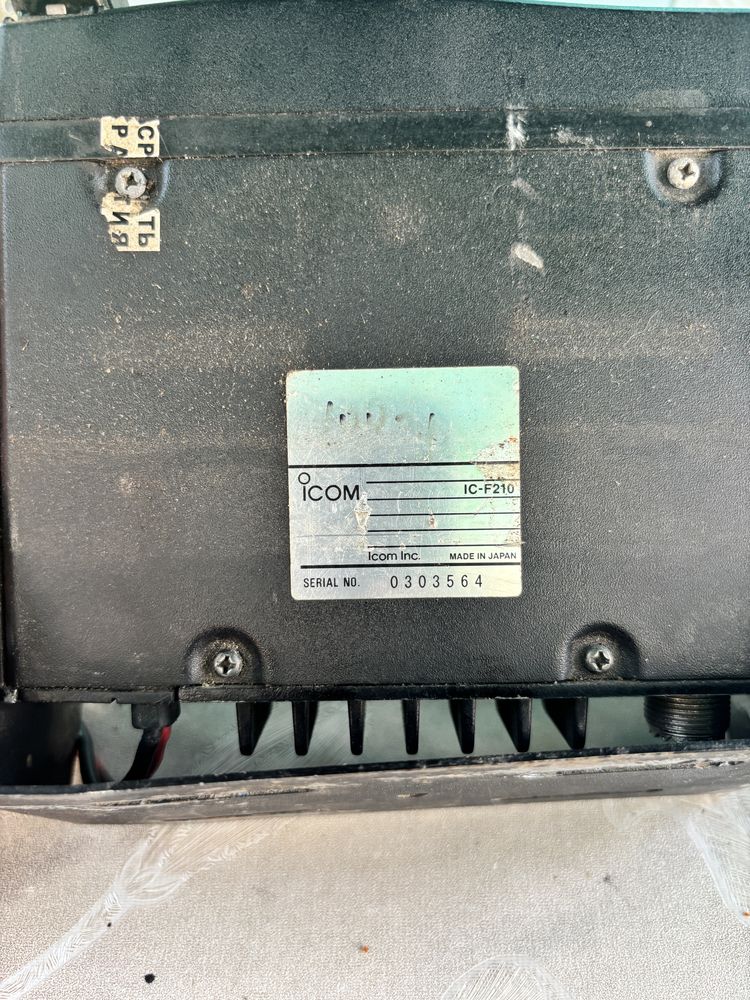 ICOM IC-F210
Icom Inc. MADE IN JAPAN
SERIAL NO. 0303564